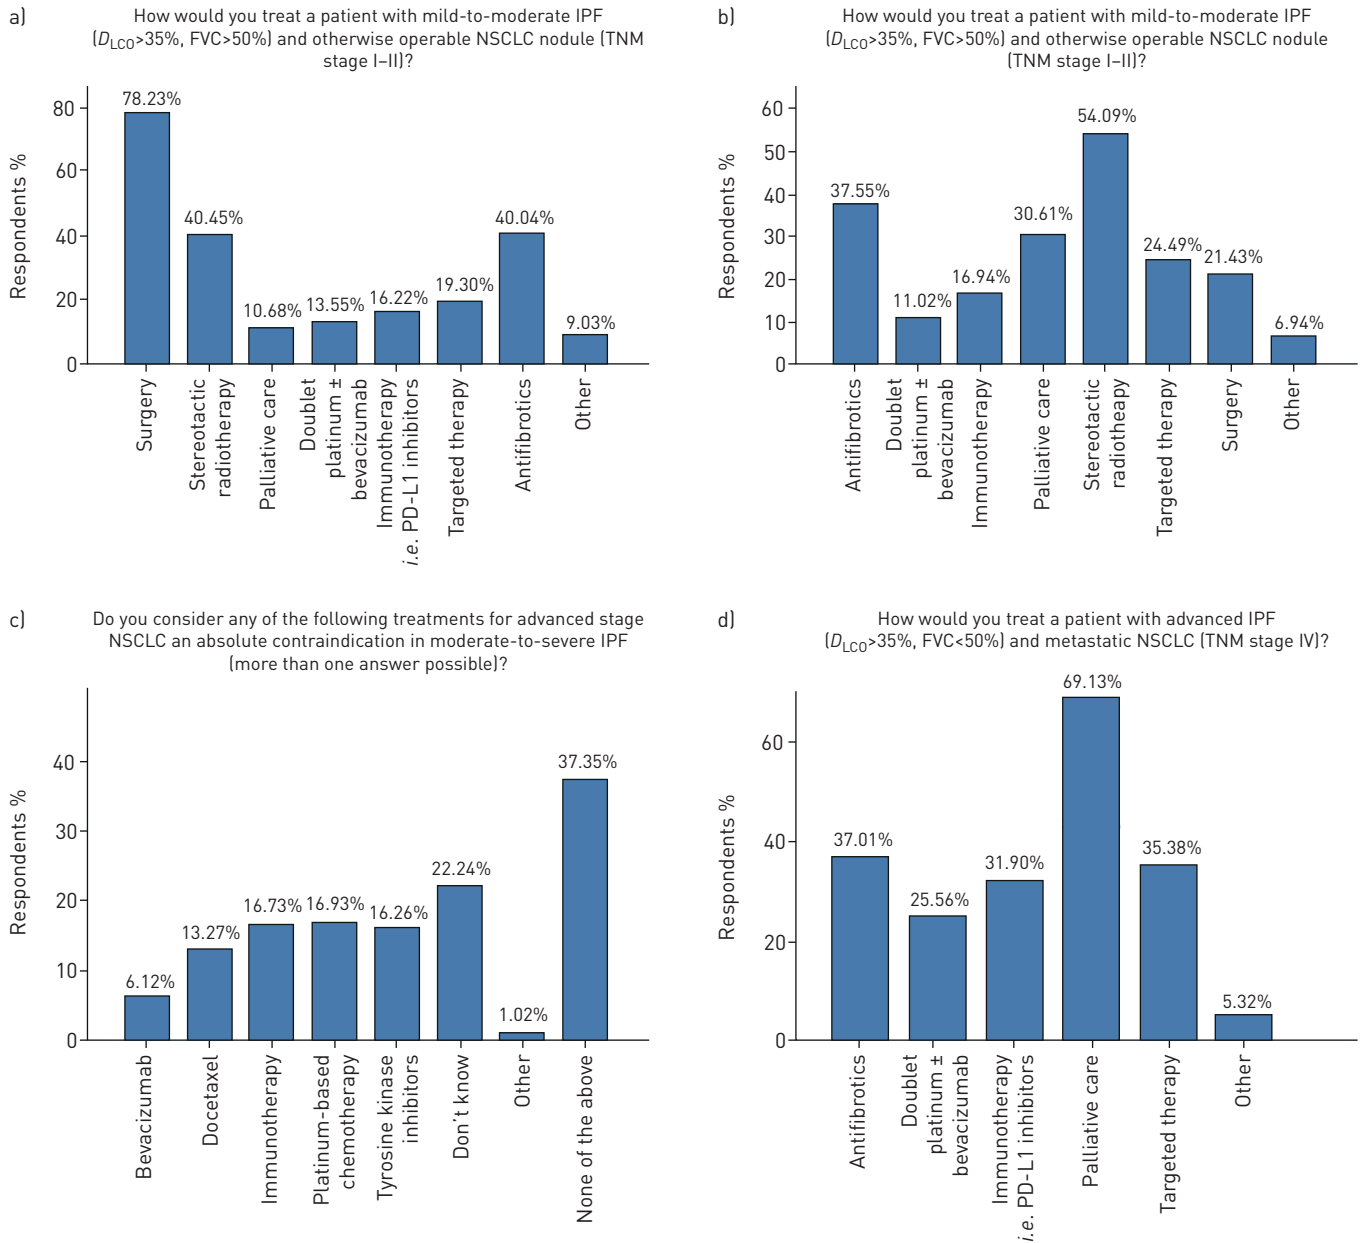 a)
How would you treat a patient with mild-to-moderate IPF
(DLCO>35%, FVC>50%) and otherwise operable NSCLC nodule (TNM
stage I–II)?
Respondents %
80
60
40
20
0
78.23%
40.45%
10.68%
13.55%
16.22%
19.30%
40.04%
9.03%
Surgery
Stereotactic
radiotherapy
Palliative care
Doublet
platinum ±
bevacizumab
Immunotherapy
i.e. PD-L1 inhibitors
Targeted therapy
Antifibrotics
Other
b)
How would you treat a patient with mild-to-moderate IPF
(DLCO>35%, FVC>50%) and otherwise operable NSCLC nodule
(TNM stage I–II)?
Respondents %
60
50
40
30
20
10
0
37.55%
11.02%
16.94%
30.61%
54.09%
24.49%
21.43%
6.94%
Antifibrotics
Doublet
platinum ±
bevacizumab
Immunotherapy
Palliative care
Stereotactic
radiotheapy
Targeted therapy
Surgery
Other
c)
Do you consider any of the following treatments for advanced stage
NSCLC an absolute contraindication in moderate-to-severe IPF
(more than one answer possible)?
Respondents %
40
30
20
10
0
6.12%
13.27%
16.73%
16.93%
16.26%
22.24%
1.02%
37.35%
Bevacizumab
Docetaxel
Immunotherapy
Platinum-based
chemotherapy
Tyrosine kinase
inhibitors
Don't know
Other
None of the above
d)
How would you treat a patient with advanced IPF
(DLCO>35%, FVC<50%) and metastatic NSCLC (TNM stage IV)?
Respondents %
60
40
20
0
37.01%
25.56%
31.90%
69.13%
35.38%
5.32%
Antifibrotics
Doublet
platinum ±
bevacizumab
Immunotherapy
i.e. PD-L1 inhibitors
Palliative care
Targeted therapy
Other